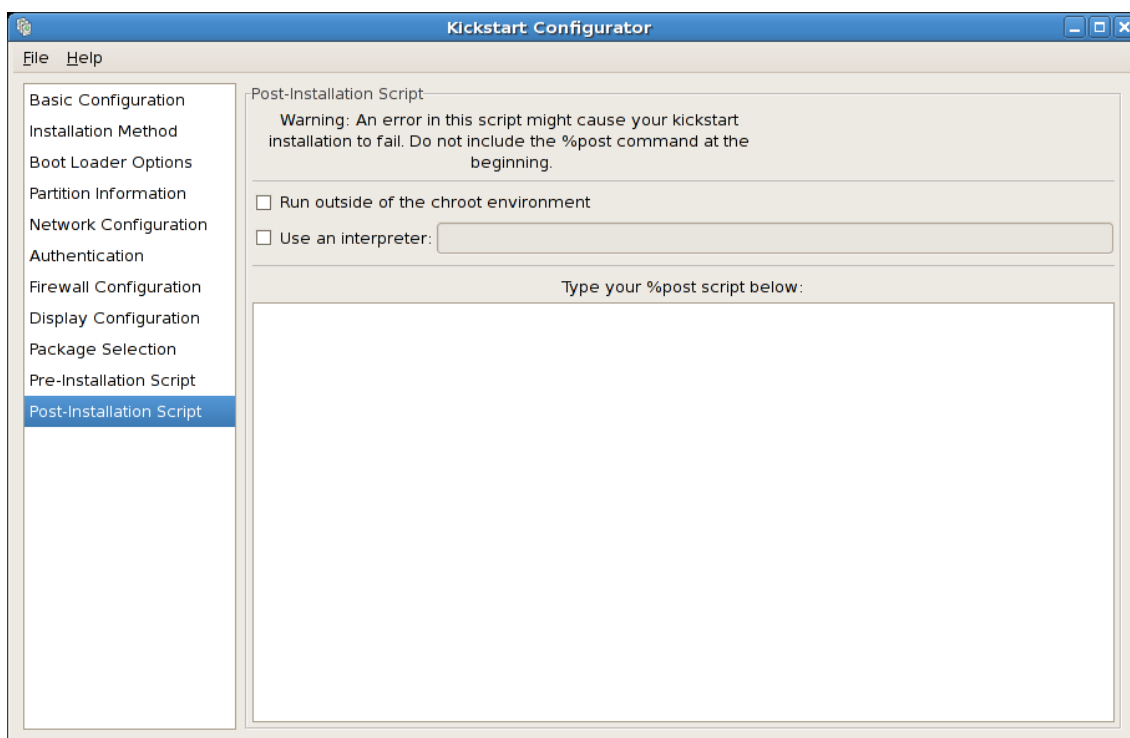 Kickstart Configurator
File Help
Basic Configuration
Installation Method
Boot Loader Options
Partition Information
Network Configuration
Authentication
Firewall Configuration
Display Configuration
Package Selection
Pre-Installation Script
Post-Installation Script
Post-Installation Script
Warning: An error in this script might cause your kickstart
installation to fail. Do not include the %post command at the
beginning.
Run outside of the chroot environment
Use an interpreter:
Type your %post script below: